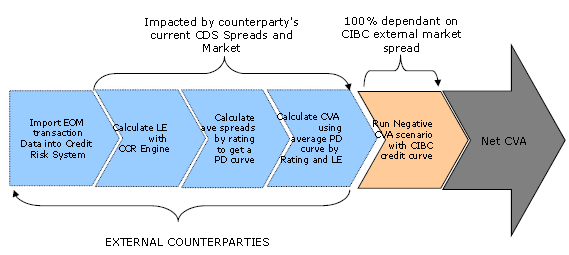 Impacted by counterparty's
current CDS Spreads and
Market
100% dependant on
CIBC external market
spread
Import EOM
transaction
Data into Credit
Risk System
Calculate LE
with
CCR Engine
Calculate
ave spreads
by rating
to get a
PD curve
Calculate CVA
using
average PD
curve by
Rating and LE
Run Negative
CVA scenario
with CIBC
credit curve
Net CVA
EXTERNAL COUNTERPARTIES